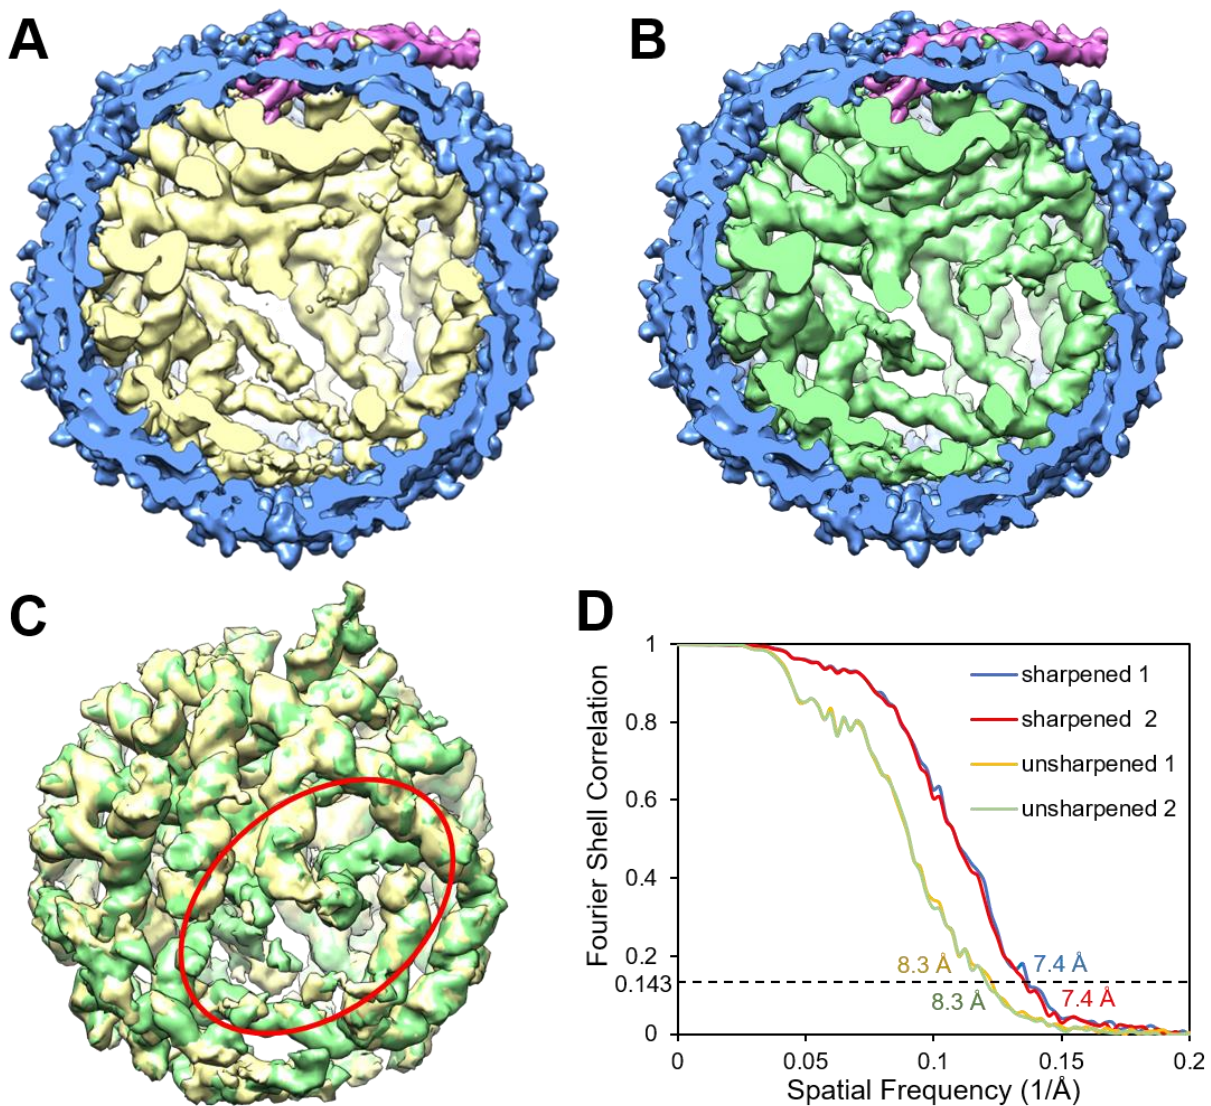 A
B
C
D
1
0.8
0.6
0.4
0.2
0.143
0
Fourier Shell Correlation
sharpened 1
sharpened 2
unsharpened 1
unsharpened 2
8.3 Å
7.4 Å
8.3 Å
7.4 Å
0
0.05
0.1
0.15
0.2
Spatial Frequency (1/Å)